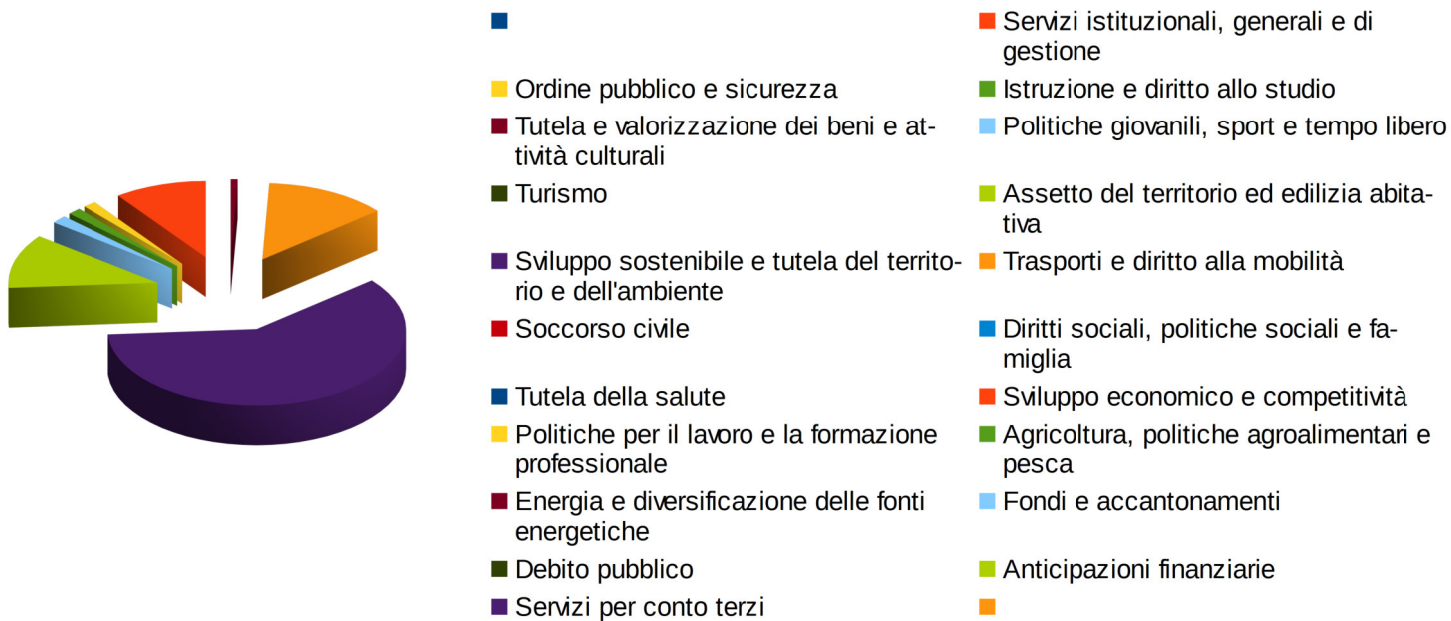 Servizi istituzionali, generali e di
gestione
Ordine pubblico e sicurezza
Istruzione e diritto allo studio
Tutela e valorizzazione dei beni e at-
tività culturali
Politiche giovanili, sport e tempo libero
Turismo
Assetto del territorio ed edilizia abita-
tiva
Sviluppo sostenibile e tutela del territo-
rio e dell'ambiente
Trasporti e diritto alla mobilità
Soccorso civile
Diritti sociali, politiche sociali e fa-
miglia
Tutela della salute
Sviluppo economico e competitività
Politiche per il lavoro e la formazione
professionale
Agricoltura, politiche agroalimentari e
pesca
Energia e diversificazione delle fonti
energetiche
Fondi e accantonamenti
Debito pubblico
Anticipazioni finanziarie
Servizi per conto terzi